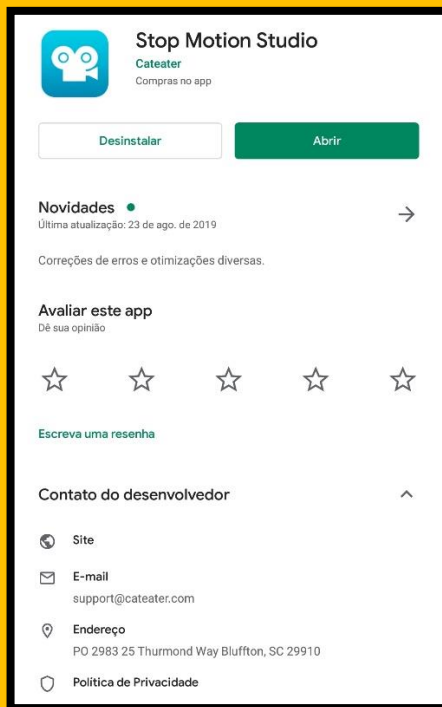 Stop Motion Studio
Cateater
Compras no app
Desinstalar
Abrir
Novidades
Última atualização: 23 de ago. de 2019
Correções de erros e otimizações diversas.
Avaliar este app
Dê sua opinião
Escreva uma resenha
Contato do desenvolvedor
Site
E-mail
support@cateater.com
Endereço
PO 2983 25 Thurmond Way Bluffton, SC 29910
Política de Privacidade